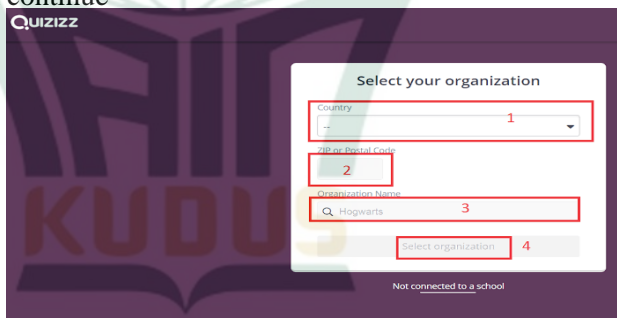 continue
QUIZIZZ
Select your organization
Country
--
1
ZIP or Postal Code
2
Organization Name
Hogwarts
3
Select organization
4
Not connected to a school
KUDUS